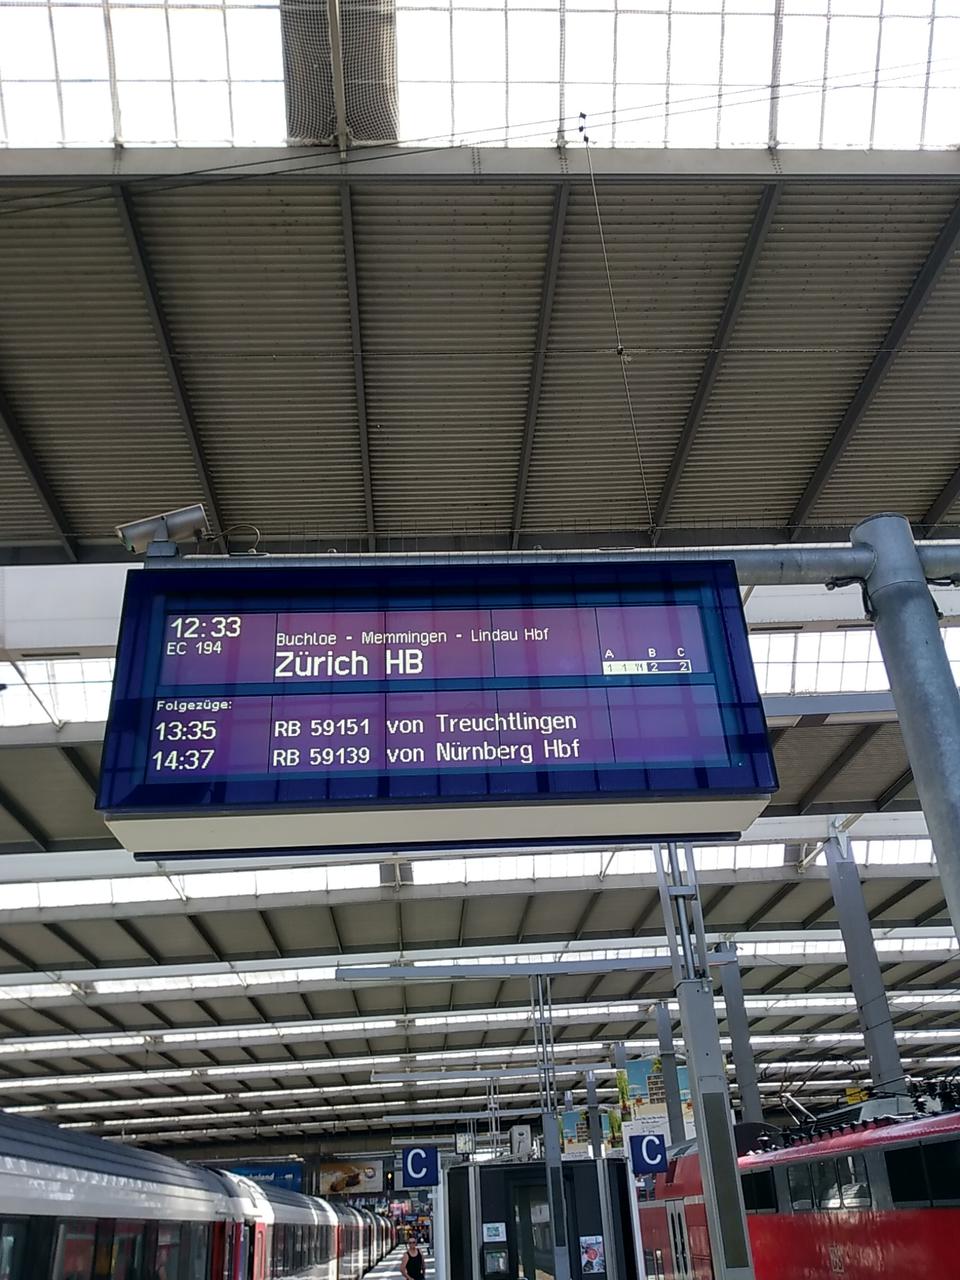 12:33
EC 194
Buchloe - Memmingen - Lindau Hbf
Zürich HB
A B C
1 1 2 2
Folgezüge:
13:35 RB 59151 von Treuchtlingen
14:37 RB 59139 von Nürnberg Hbf
C
C